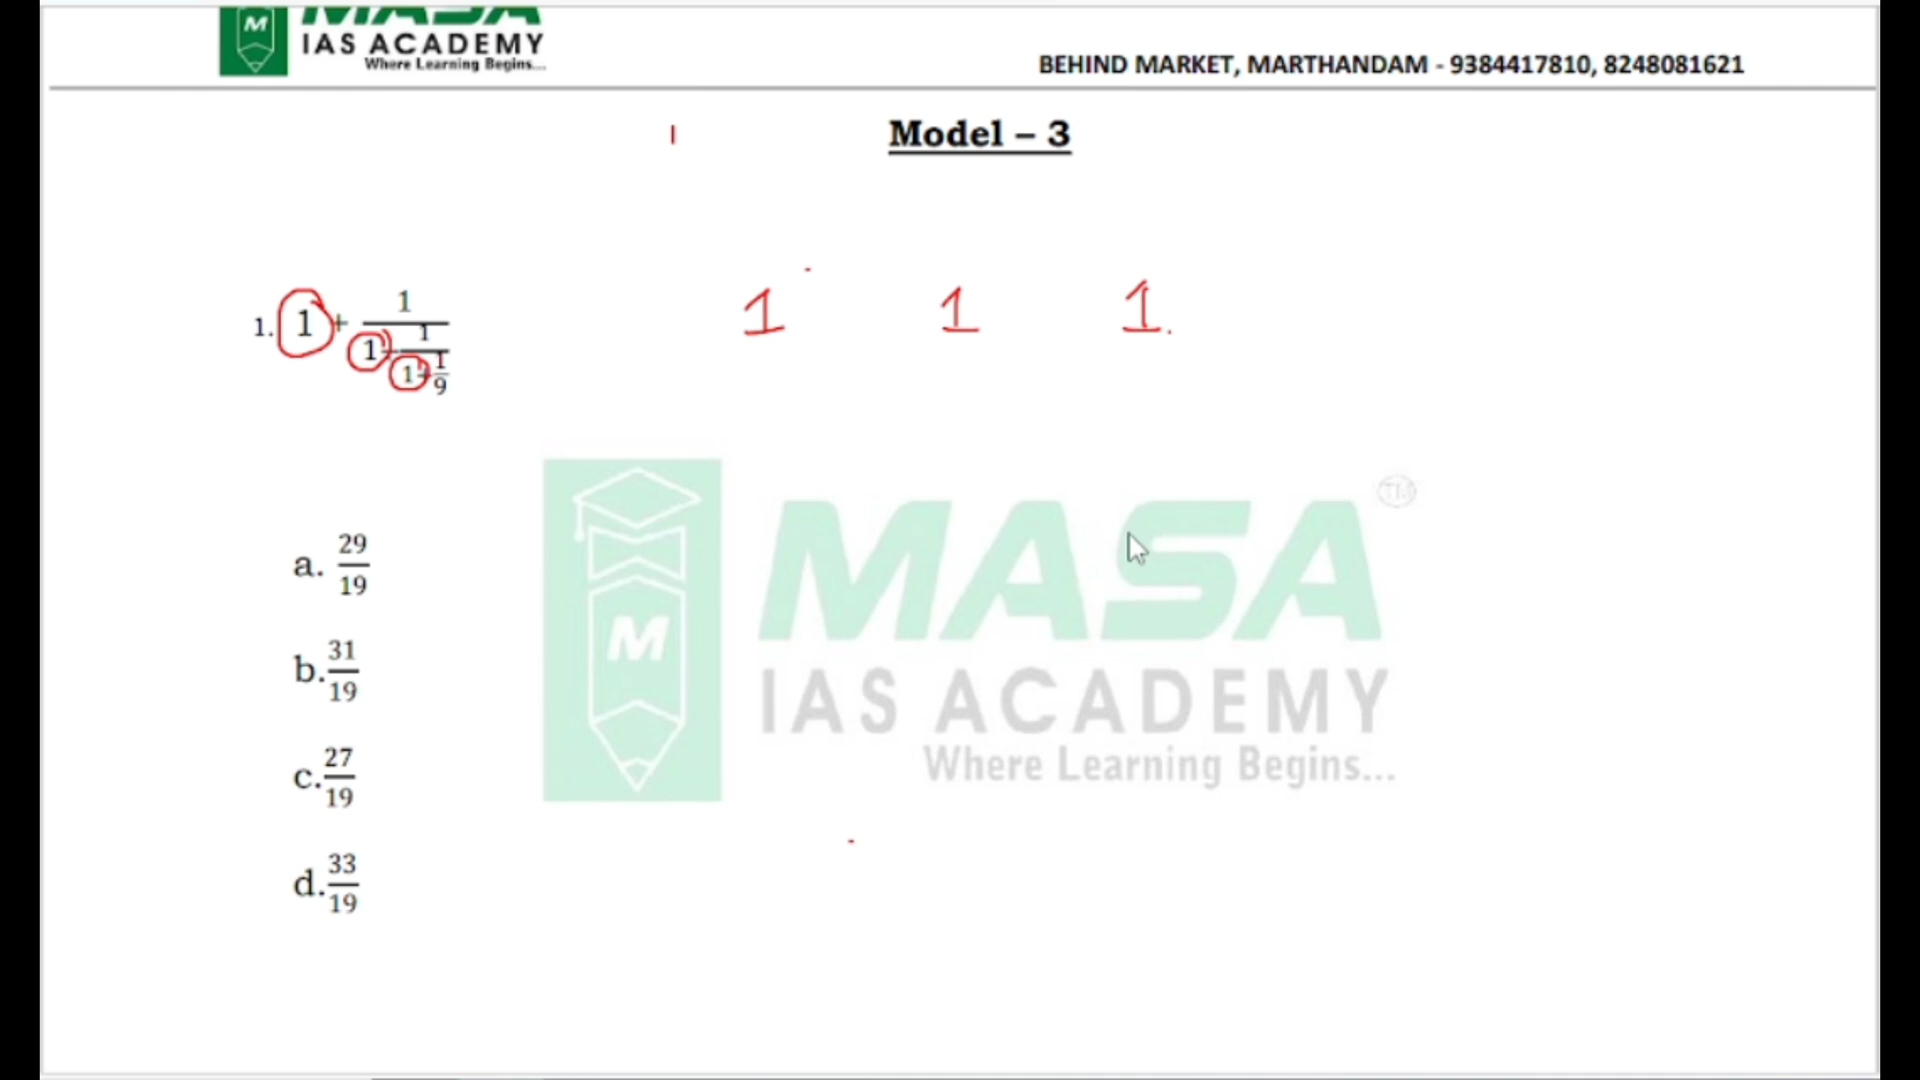 MASA
IAS ACADEMY
Where Learning Begins...
BEHIND MARKET, MARTHANDAM - 9384417810, 8248081621
Model – 3
1. 1 + 1
1 + 1
1 + 1
9
1 1 1.
a. 29
19
b. 31
19
c. 27
19
d. 33
19
M
MASA TM
IAS ACADEMY
Where Learning Begins...